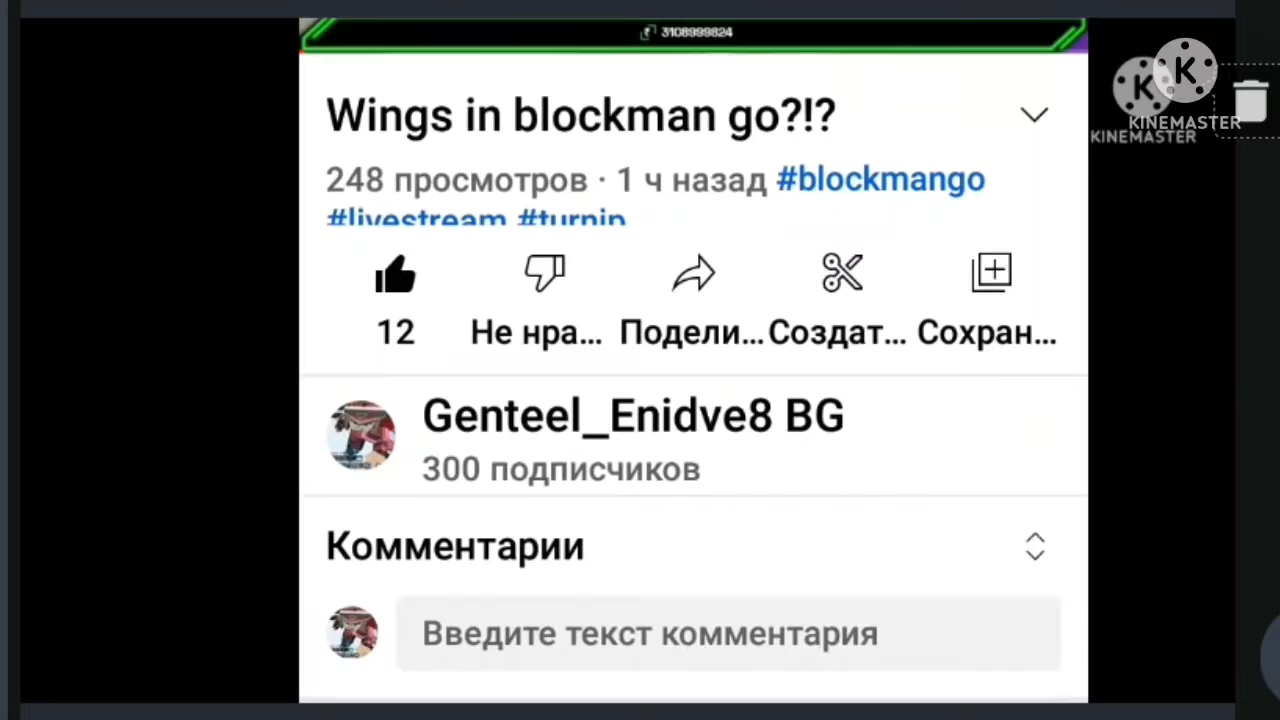 3108999824
Wings in blockman go?!?
248 просмотров · 1 ч назад #blockmango
#livestream #turnip
12 Не нра... Подели... Создат... Сохран...
Genteel_Enidve8 BG
300 подписчиков
Комментарии
Введите текст комментария
KINEMASTER
KINEMASTER